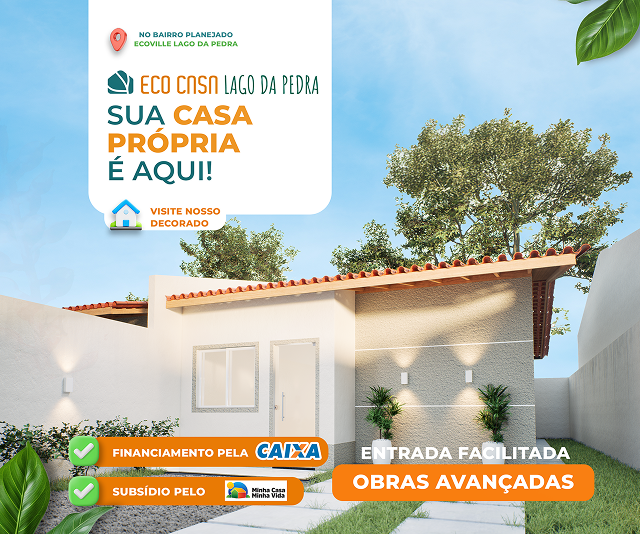 NO BAIRRO PLANEJADO
ECOVILLE LAGO DA PEDRA
ECO CASA LAGO DA PEDRA
SUA CASA
PRÓPRIA
É AQUI!
VISITE NOSSO
DECORADO
FINANCIAMENTO PELA CAIXA
SUBSÍDIO PELO Minha Casa
Minha Vida
ENTRADA FACILITADA
OBRAS AVANÇADAS